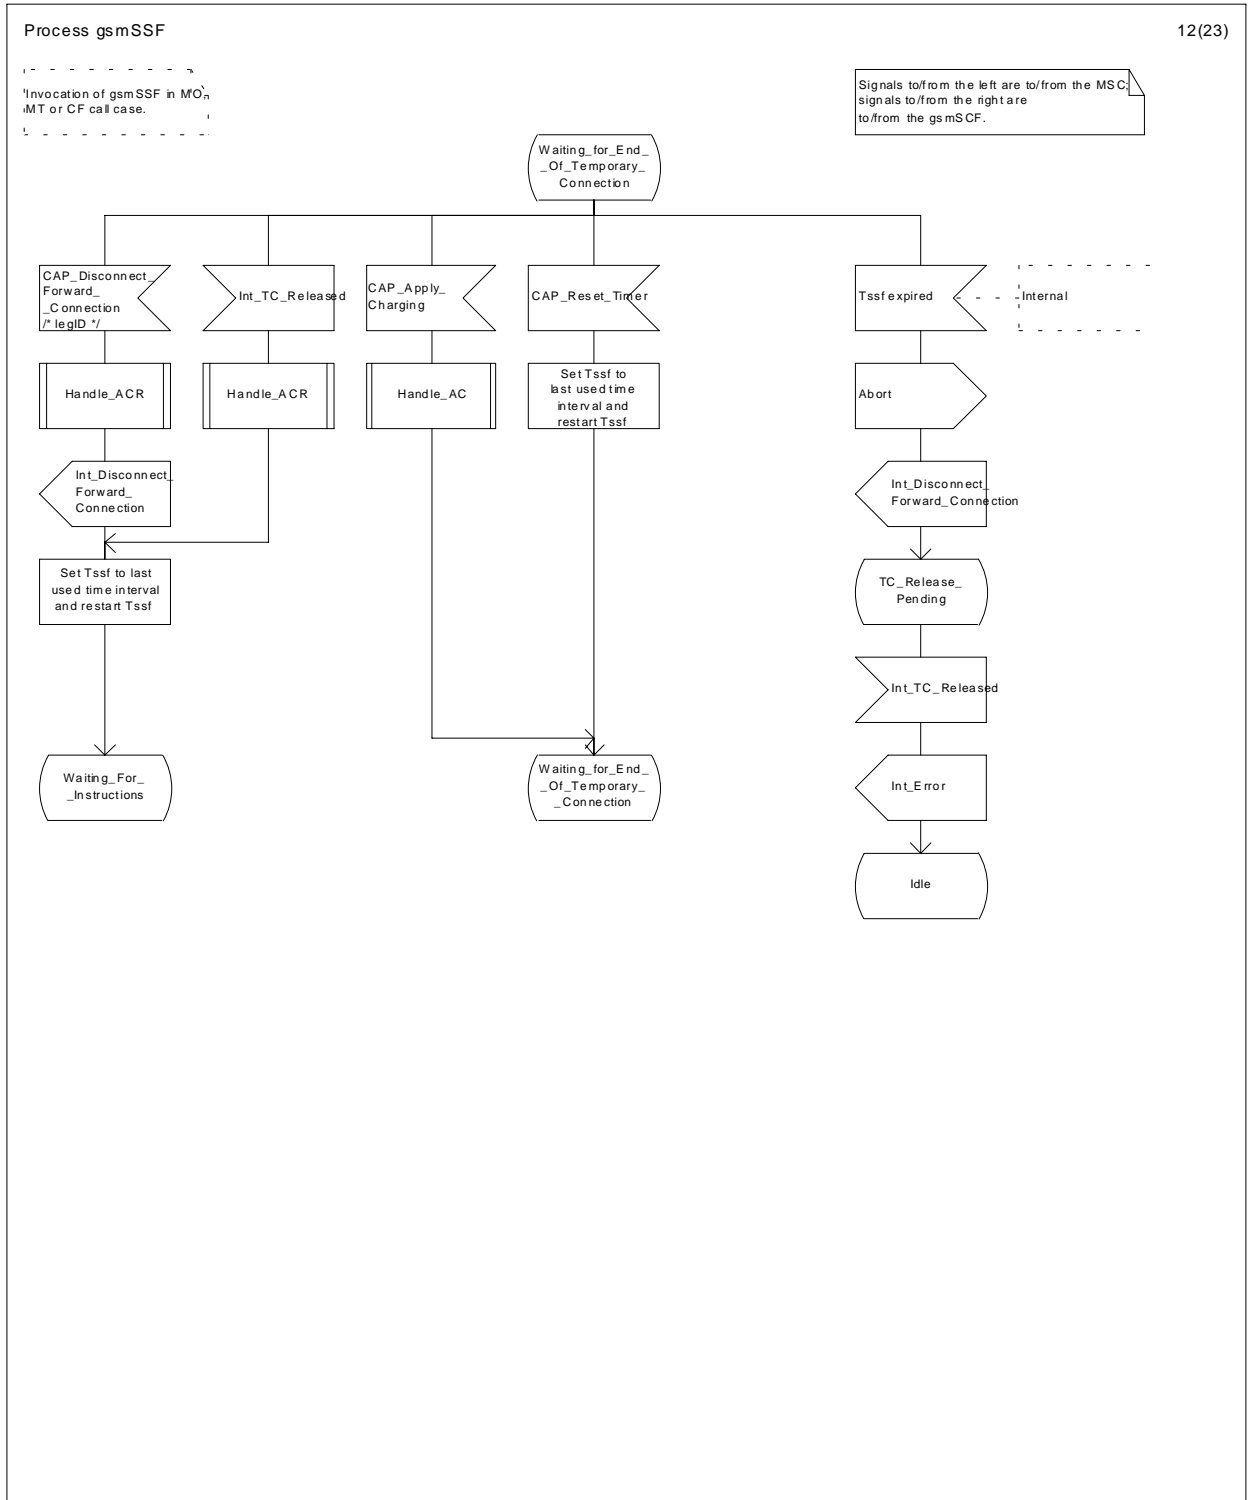 Process gsmSSF
12(23)
Invocation of gsmSSF in MO,
MT or CF call case.
Signals to/from the left are to/from the MSC;
signals to/from the right are
to/from the gsmSCF.
Waiting_for_End_
_Of_Temporary_
Connection
CAP_Disconnect_
Forward_
_Connection
/* legID */
Int_TC_Released
CAP_Apply_
Charging
CAP_Reset_Timer
Tssf expired
Internal
Handle_ACR
Handle_ACR
Handle_AC
Set Tssf to
last used time
interval and
restart Tssf
Abort
Int_Disconnect_
Forward_
Connection
Int_Disconnect_
Forward_Connection
Set Tssf to last
used time interval
and restart Tssf
TC_Release_
Pending
Int_TC_Released
Waiting_For_
_Instructions
Waiting_for_End_
_Of_Temporary_
_Connection
Int_Error
Idle